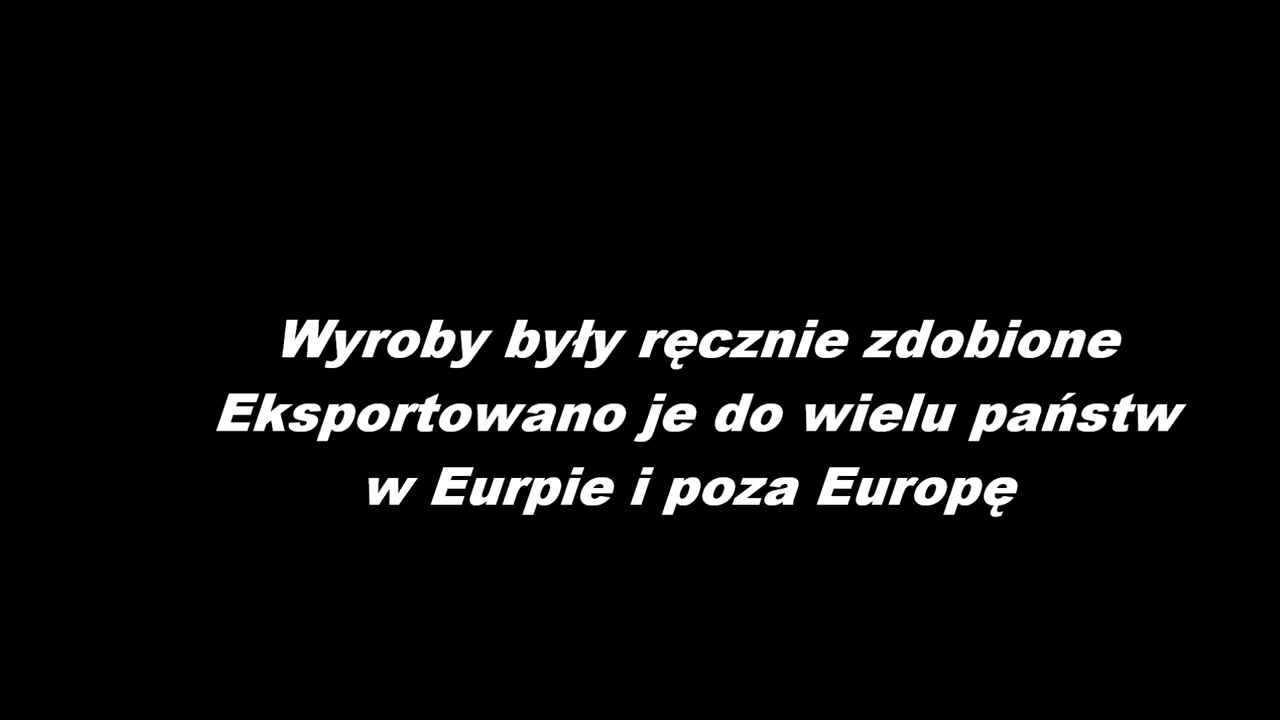 Wyroby były ręcznie zdobione
Eksportowano je do wielu państw
w Eurpie i poza Europę